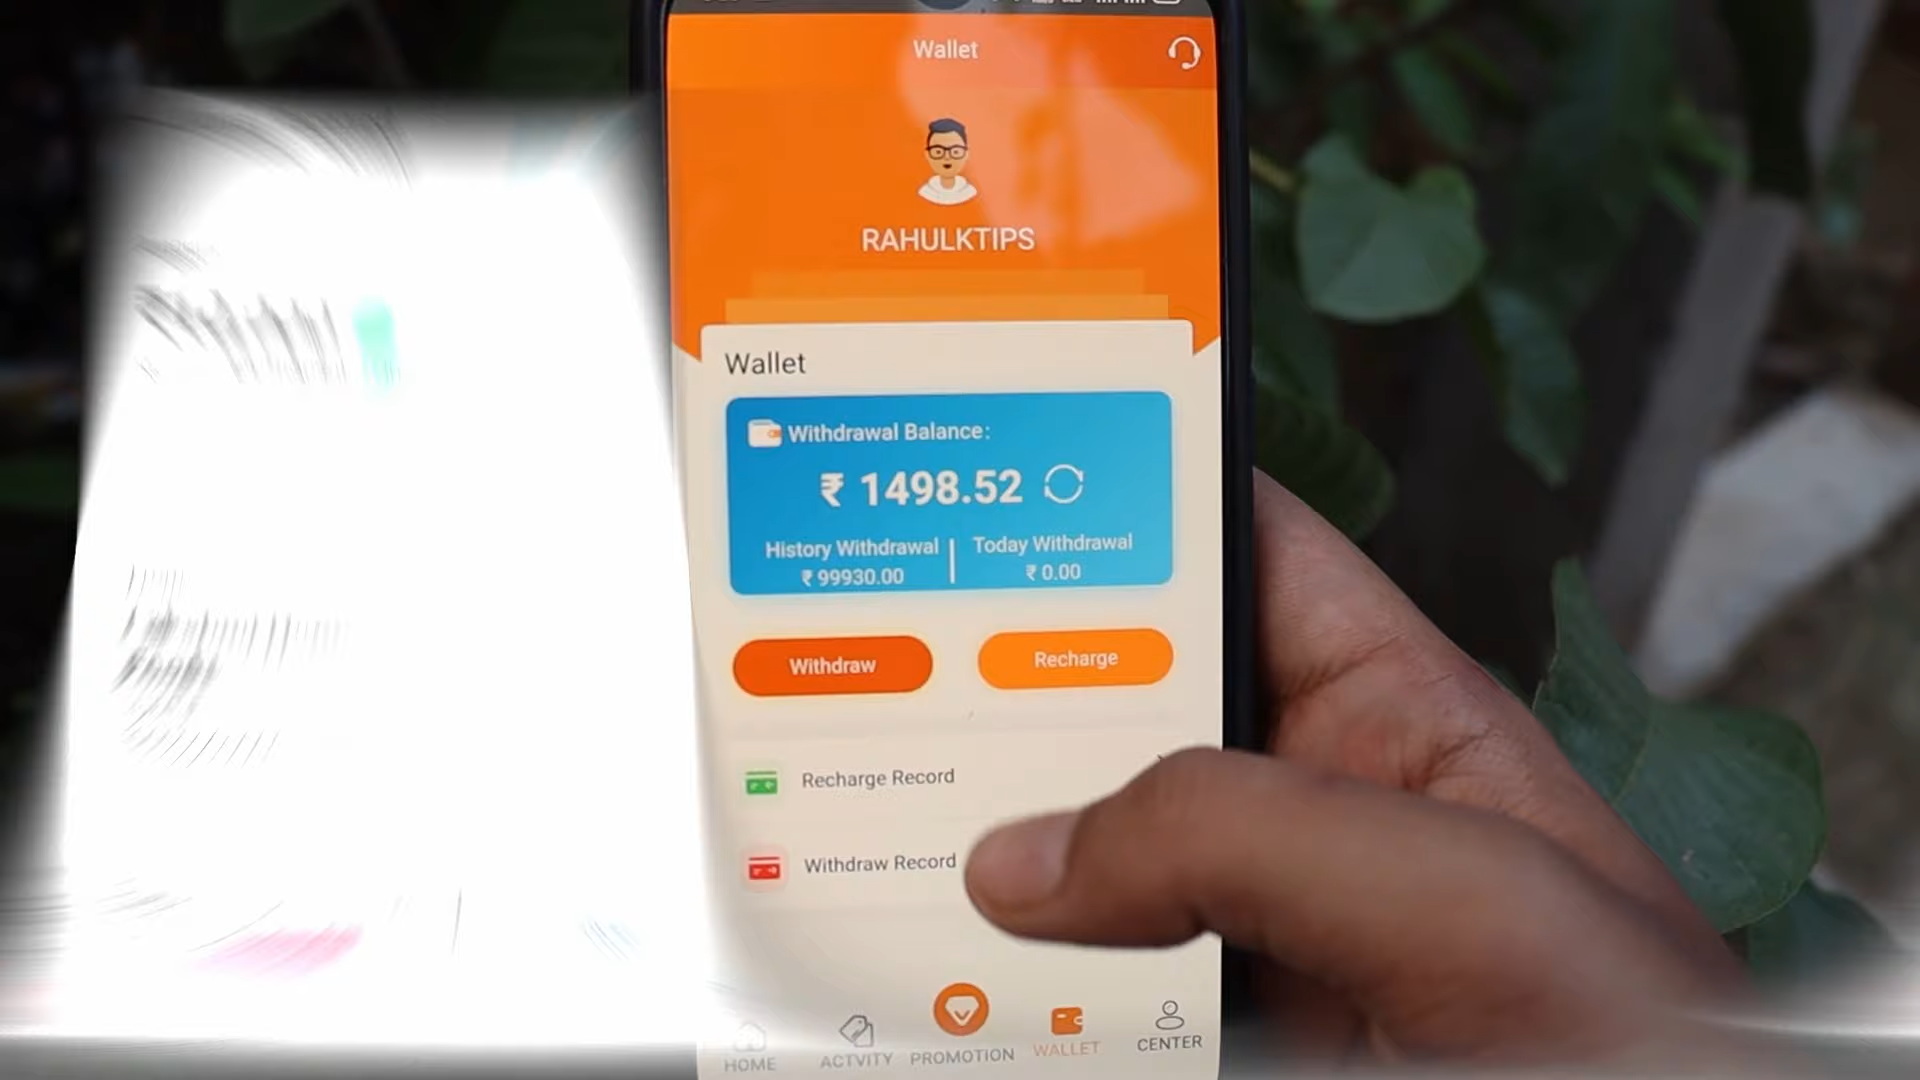 Wallet
RAHULKTIPS
Wallet
Withdrawal Balance:
₹ 1498.52
History Withdrawal
Today Withdrawal
₹ 99930.00
₹ 0.00
Withdraw
Recharge
Recharge Record
Withdraw Record
HOME
ACTVITY
PROMOTION
WALLET
CENTER